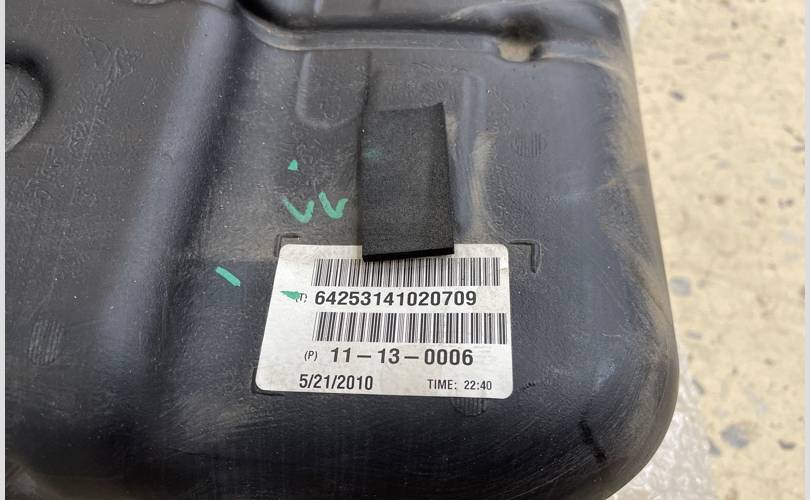 (T) 64253141020709
(P) 11-13-0006
5/21/2010 TIME: 22:40